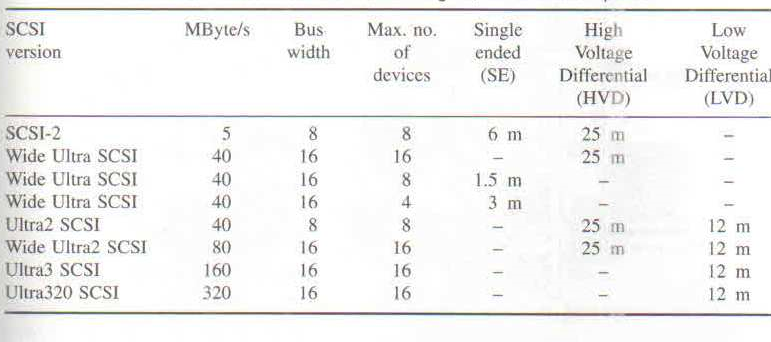 SCSI version MByte/s Bus width Max. no. of devices Single ended (SE) High Voltage Differential (HVD) Low Voltage Differential (LVD)
SCSI-2 5 8 8 6 m 25 m –
Wide Ultra SCSI 40 16 16 – 25 m –
Wide Ultra SCSI 40 16 8 1.5 m – –
Wide Ultra SCSI 40 16 4 3 m – –
Ultra2 SCSI 40 8 8 – 25 m 12 m
Wide Ultra2 SCSI 80 16 16 – 25 m 12 m
Ultra3 SCSI 160 16 16 – – 12 m
Ultra320 SCSI 320 16 16 – – 12 m